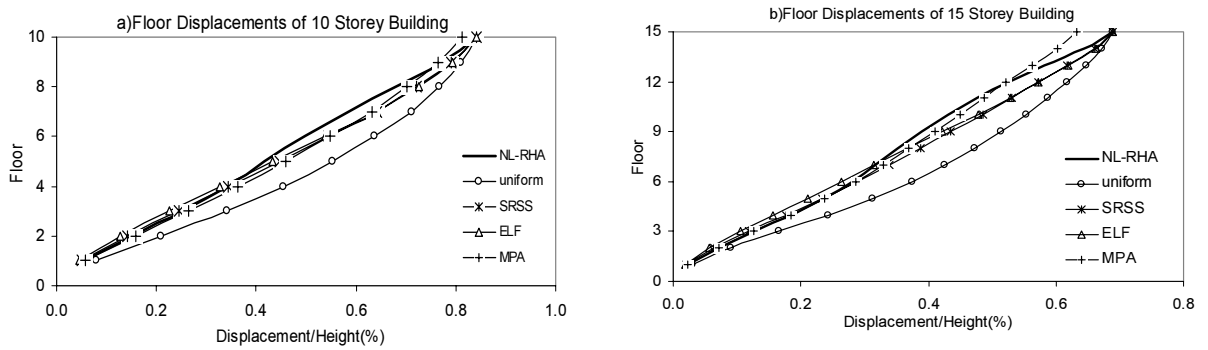 a)Floor Displacements of 10 Storey Building
10
8
6
4
2
0
Floor
NL-RHA
uniform
SRSS
ELF
MPA
0.0 0.2 0.4 0.6 0.8 1.0
Displacement/Height(%)
b)Floor Displacements of 15 Storey Building
15
12
9
6
3
0
Floor
NL-RHA
uniform
SRSS
ELF
MPA
0.0 0.2 0.4 0.6 0.8
Displacement/Height(%)